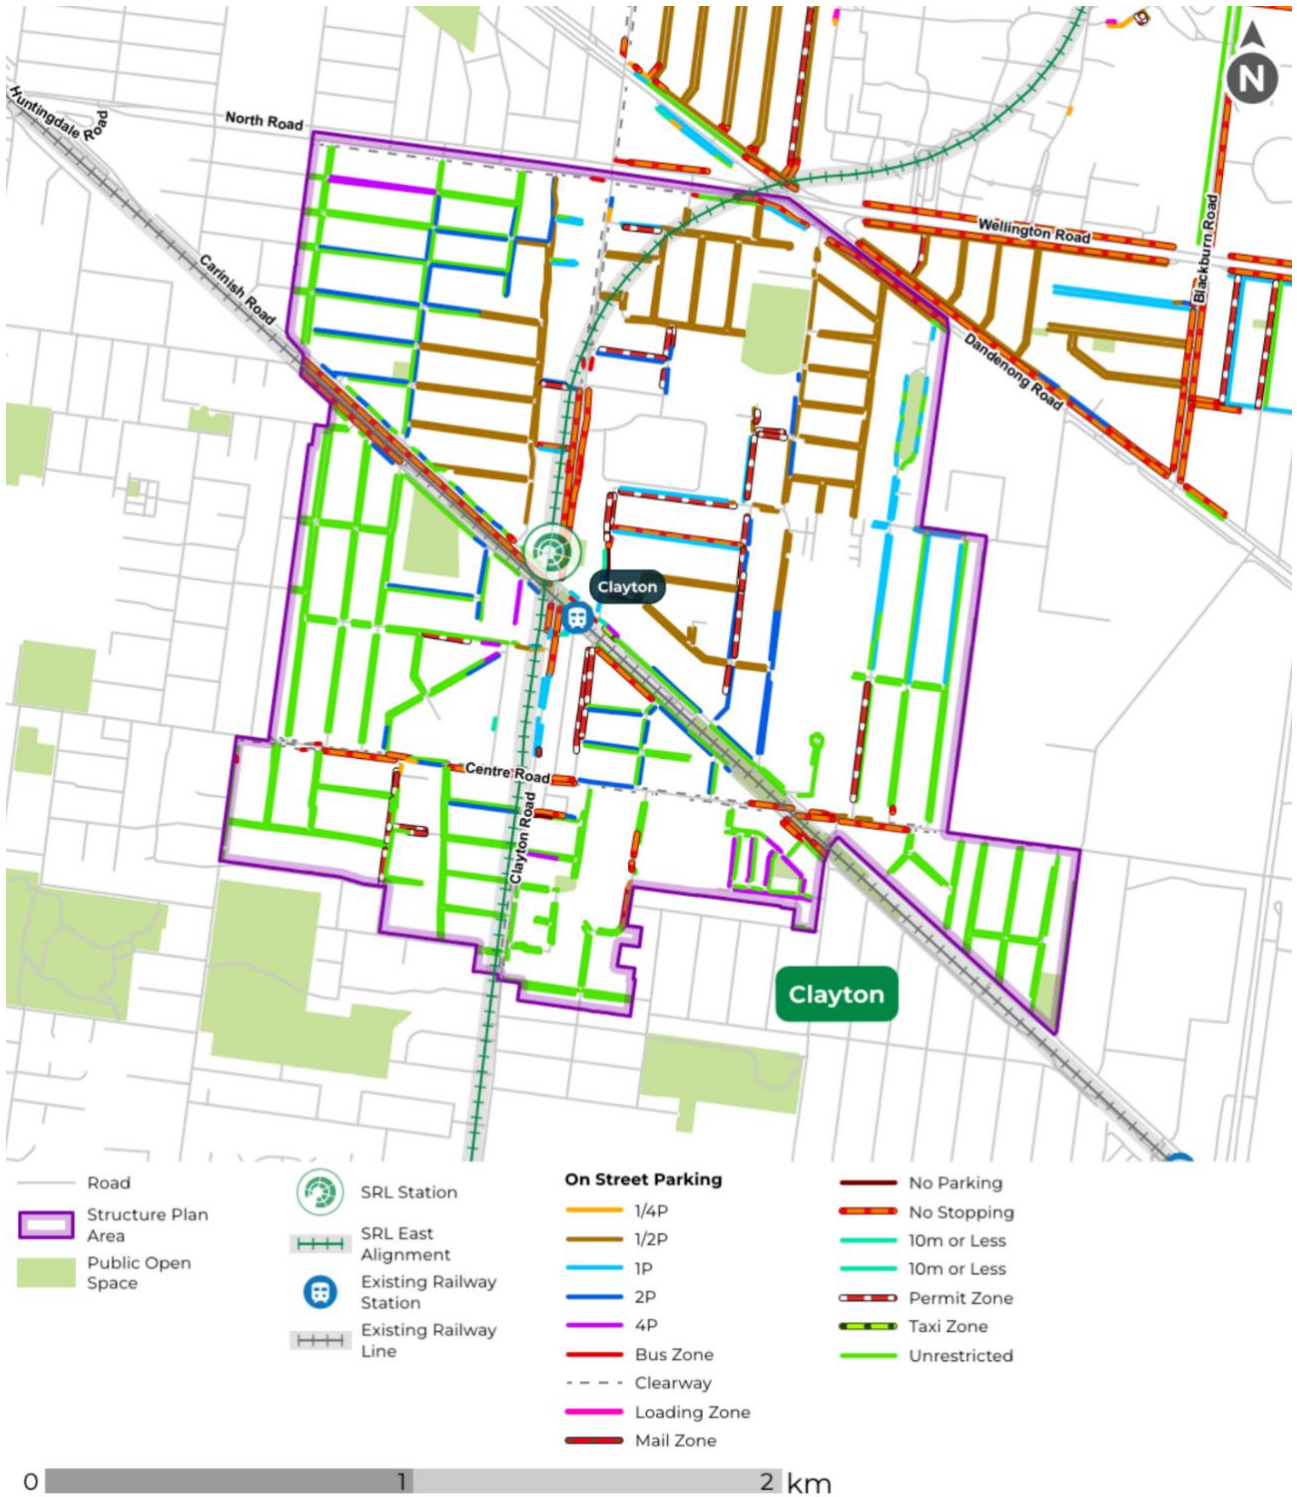 N
Huntingdale Road
North Road
Wellington Road
Blackburn Road
Carinish Road
Dandenong Road
Clayton
Centre Road
Clayton Road
Clayton
Road
Structure Plan
Area
Public Open
Space
SRL Station
SRL East
Alignment
Existing Railway
Station
Existing Railway
Line
On Street Parking
1/4P
1/2P
1P
2P
4P
Bus Zone
Clearway
Loading Zone
Mail Zone
No Parking
No Stopping
10m or Less
10m or Less
Permit Zone
Taxi Zone
Unrestricted
0 1 2 km